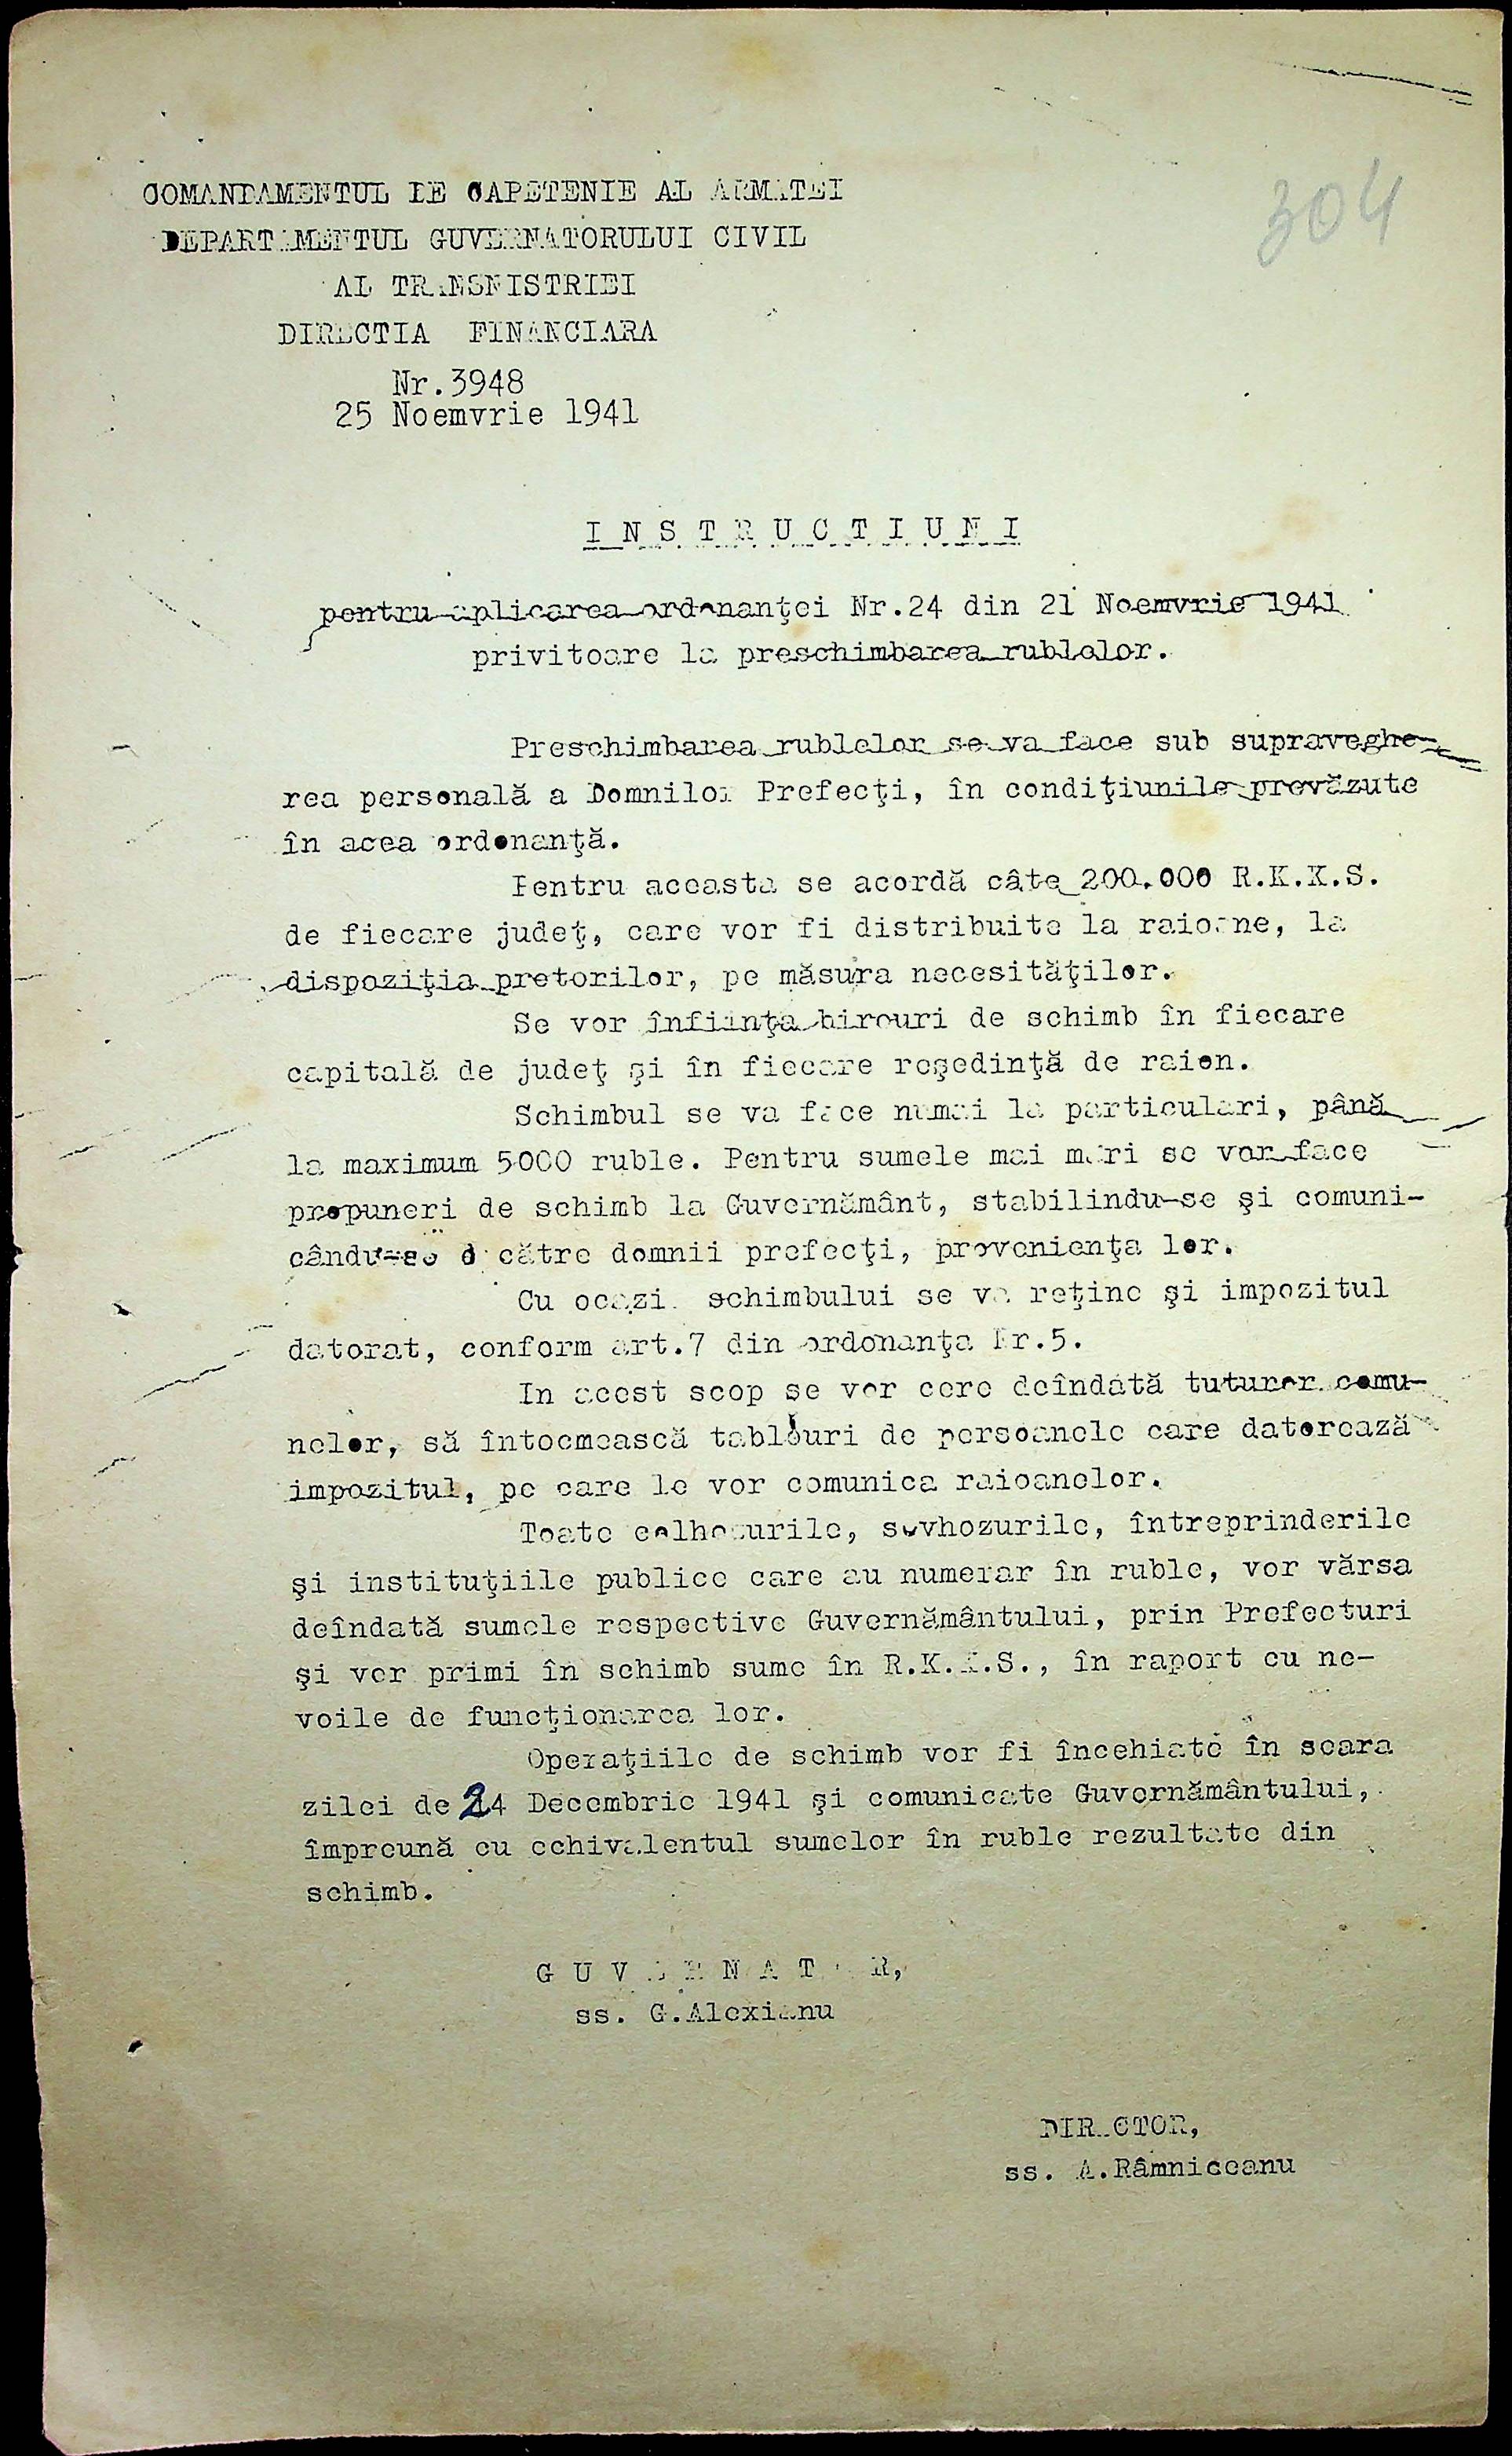 304
COMANDAMENTUL DE CAPETENIE AL ARMATEI
DEPARTAMENTUL GUVERNATORULUI CIVIL
AL TRANSNISTRIEI
DIRECTIA FINANCIARA
Nr.3948
25 Noemvrie 1941
I N S T R U C T I U N I
pentru aplicarea ordonanţei Nr.24 din 21 Noemvrie 1941
privitoare la preschimbarea rublelor.
Preschimbarea rublelor se va face sub supraveghe-
rea personală a Domnilor Prefecţi, în condiţiunile prevăzute
în acea ordonanţă.
Pentru aceasta se acordă câte 200.000 R.K.K.S.
de fiecare judeţ, care vor fi distribuite la raioane, la
dispoziţia pretorilor, pe măsura necesităţilor.
Se vor înfiinţa birouri de schimb în fiecare
capitală de judeţ şi în fiecare reşedinţă de raion.
Schimbul se va face numai la particulari, până
la maximum 5000 ruble. Pentru sumele mai mari se vor face
propuneri de schimb la Guvernământ, stabilindu-se şi comuni-
cându-se d către domnii prefecţi, provenienţa lor.
Cu ocazi schimbului se va reţine şi impozitul
datorat, conform art.7 din ordonanţa Nr.5.
In acest scop se vor cere deîndată tuturor comu-
nelor, să întocmească tablouri de persoanele care datorează
impozitul, pe care le vor comunica raioanelor.
Toate colhozurile, sovhozurile, întreprinderile
şi instituţiile publice care au numerar în ruble, vor vărsa
deîndată sumele respective Guvernământului, prin Prefecturi
şi vor primi în schimb sume în R.K.K.S., în raport cu ne-
voile de funcţionarea lor.
Operaţiile de schimb vor fi încehiate în seara
zilei de 24 Decembrie 1941 şi comunicate Guvernământului,
împreună cu echivalentul sumelor în ruble rezultate din
schimb.
G U V E R N A T O R,
ss. G.Alexianu
DIRECTOR,
ss. A.Râmniceanu